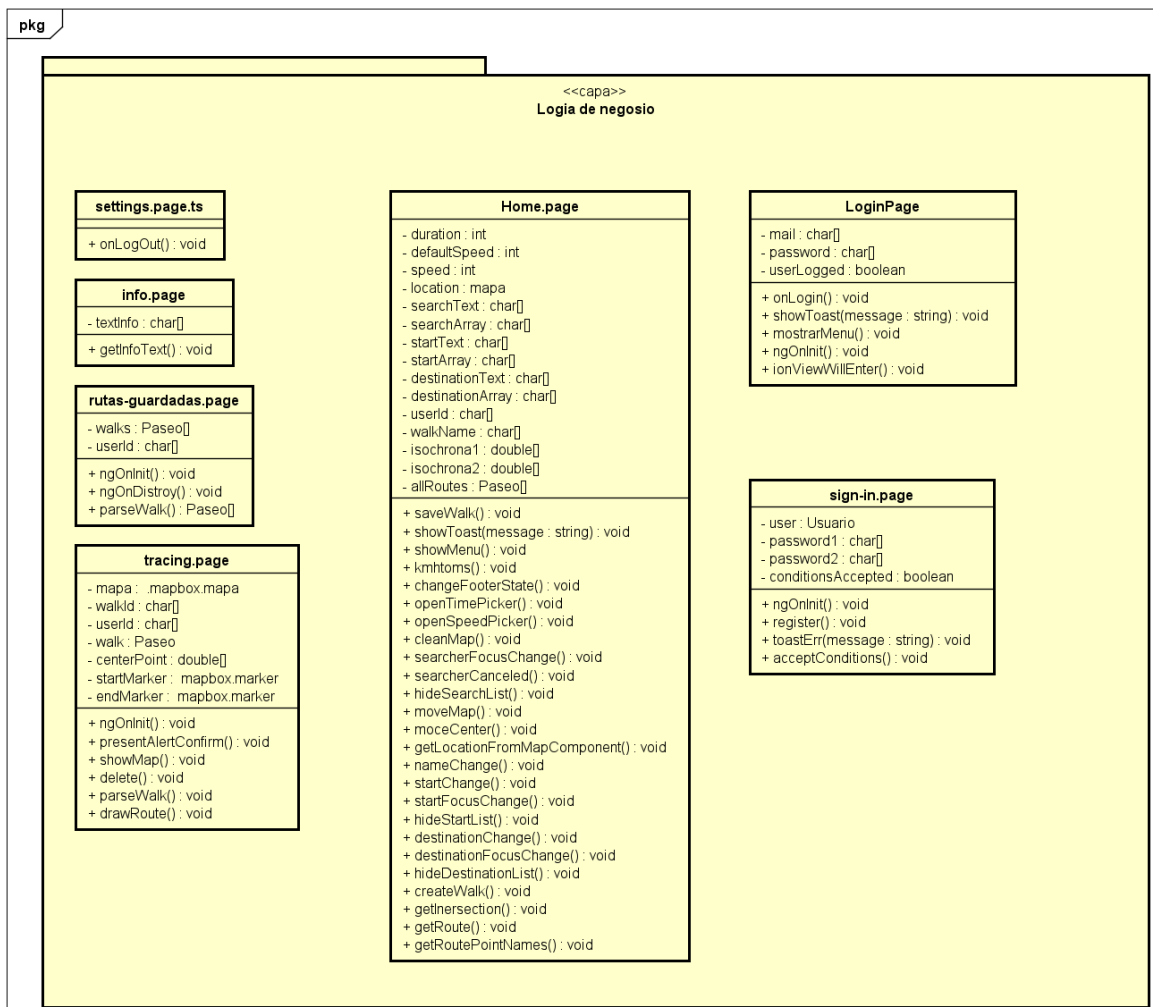 pkg
<<capa>>
Logia de negosio
settings.page.ts
+ onLogOut() : void
info.page
- textInfo : char[]
+ getInfoText() : void
rutas-guardadas.page
- walks : Paseo[]
- userId : char[]
+ ngOnInit() : void
+ ngOnDistroy() : void
+ parseWalk() : Paseo[]
tracing.page
- mapa : .mapbox.mapa
- walkId : char[]
- userId : char[]
- walk : Paseo
- centerPoint : double[]
- startMarker : mapbox.marker
- endMarker : mapbox.marker
+ ngOnInit() : void
+ presentAlertConfirm() : void
+ showMap() : void
+ delete() : void
+ parseWalk() : void
+ drawRoute() : void
Home.page
- duration : int
- defaultSpeed : int
- speed : int
- location : mapa
- searchText : char[]
- searchArray : char[]
- startText : char[]
- startArray : char[]
- destinationText : char[]
- destinationArray : char[]
- userId : char[]
- walkName : char[]
- isochrona1 : double[]
- isochrona2 : double[]
- allRoutes : Paseo[]
+ saveWalk() : void
+ showToast(message : string) : void
+ showMenu() : void
+ kmhtoms() : void
+ changeFooterState() : void
+ openTimePicker() : void
+ openSpeedPicker() : void
+ cleanMap() : void
+ searcherFocusChange() : void
+ searcherCanceled() : void
+ hideSearchList() : void
+ moveMap() : void
+ moceCenter() : void
+ getLocationFromMapComponent() : void
+ nameChange() : void
+ startChange() : void
+ startFocusChange() : void
+ hideStartList() : void
+ destinationChange() : void
+ destinationFocusChange() : void
+ hideDestinationList() : void
+ createWalk() : void
+ getInersection() : void
+ getRoute() : void
+ getRoutePointNames() : void
LoginPage
- mail : char[]
- password : char[]
- userLogged : boolean
+ onLogin() : void
+ showToast(message : string) : void
+ mostrarMenu() : void
+ ngOnInit() : void
+ ionViewWillEnter() : void
sign-in.page
- user : Usuario
- password1 : char[]
- password2 : char[]
- conditionsAccepted : boolean
+ ngOnInit() : void
+ register() : void
+ toastErr(message : string) : void
+ acceptConditions() : void